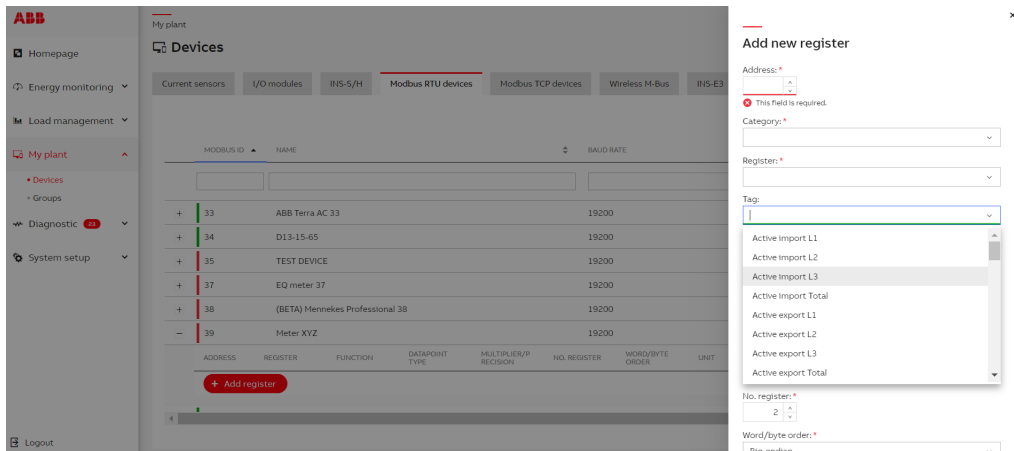 ABB
Homepage
Energy monitoring
Load management
My plant
• Devices
◦ Groups
Diagnostic 23
System setup
Logout
My plant
Devices
Current sensors I/O modules INS-S/H Modbus RTU devices Modbus TCP devices Wireless M-Bus INS-E3
MODBUS ID NAME BAUD RATE
+ 33 ABB Terra AC 33 19200
+ 34 D13-15-65 19200
+ 35 TEST DEVICE 19200
+ 37 EQ meter 37 19200
+ 38 (BETA) Mennekes Professional 38 19200
− 39 Meter XYZ 19200
ADDRESS REGISTER FUNCTION DATAPOINT TYPE MULTIPLIER/P RECISION NO. REGISTER WORD/BYTE ORDER UNIT
+ Add register
Add new register
Address: *
This field is required.
Category: *
Register: *
Tag:
Active import L1
Active import L2
Active import L3
Active import Total
Active export L1
Active export L2
Active export L3
Active export Total
No. register: *
2
Word/byte order: *
Big-endian